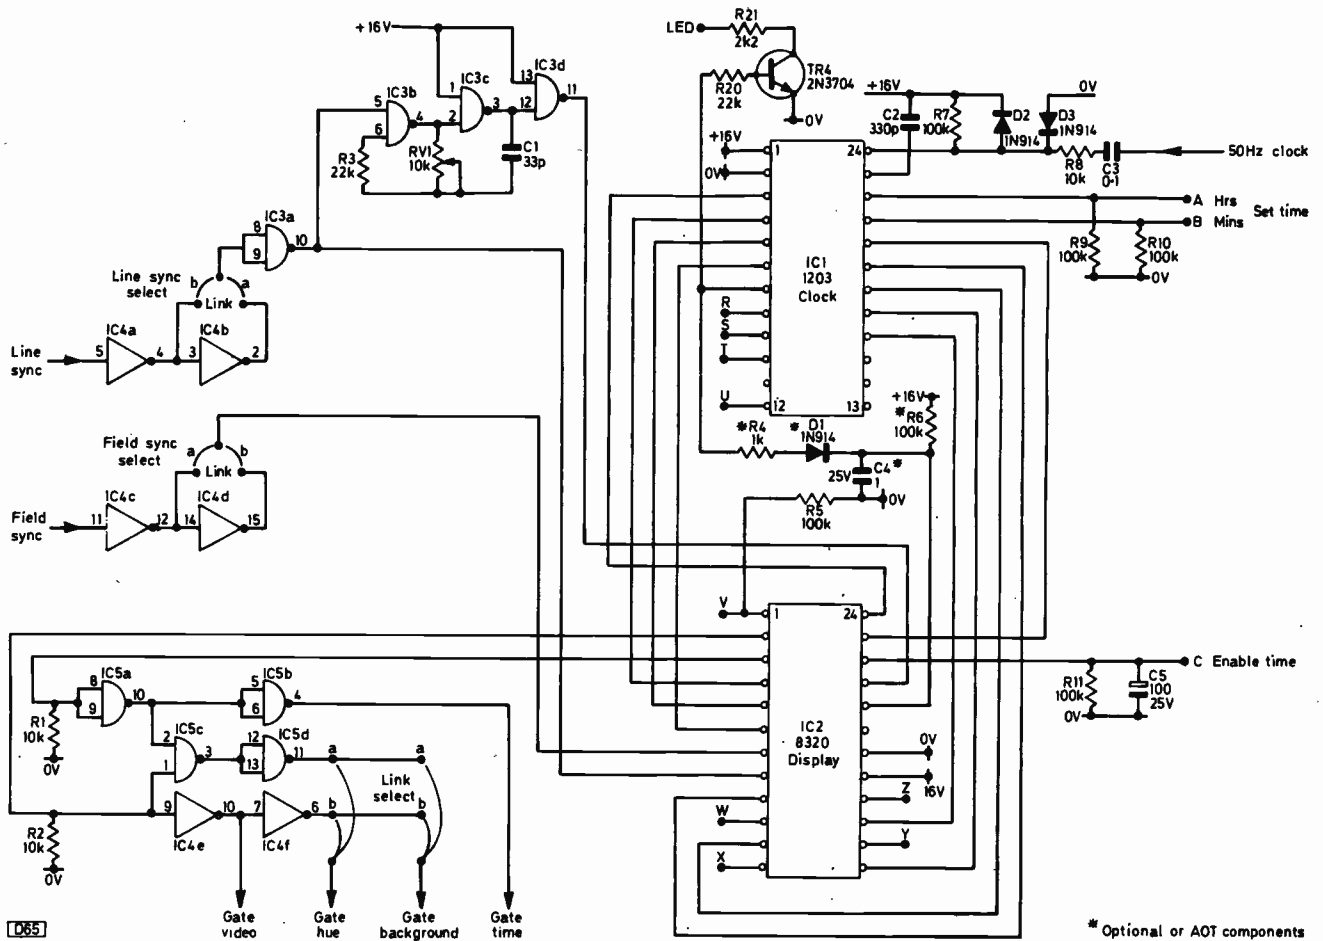 +16V
IC3d
13
11
12
IC3c
1
2
3
IC3b
5
6
4
R3
22k
RV1
10k
C1
33p
IC3a
8
9
10
Line sync
select
b
a
Link
IC4a
5
4
IC4b
3
2
Line
sync
Field sync
select
a
b
Link
IC4c
11
12
IC4d
14
15
Field
sync
LED
R21
2k2
TR4
2N3704
R20
22k
0V
+16V
C2
330p
R7
100k
D2
1N914
D3
1N914
0V
R8
10k
C3
0·1
50Hz clock
+16V
0V
1
24
A Hrs
B Mins
Set time
R9
100k
R10
100k
0V
IC1
1203
Clock
R
S
T
U
12
13
+16V
*R6
100k
*R4
1k
* D1
1N914
25V
C4*
1
0V
R5
100k
V
1
24
C Enable time
R11
100k
0V
C5
100
25V
IC2
8320
Display
0V
16V
Z
Y
W
X
IC5a
8
9
10
IC5b
5
6
4
R1
10k
0V
IC5c
2
1
3
IC5d
12
13
11
a
a
Link
select
b
b
IC4e
9
10
IC4f
7
6
R2
10k
0V
Gate
video
Gate
hue
Gate
background
Gate
time
D65
* Optional or AOT components